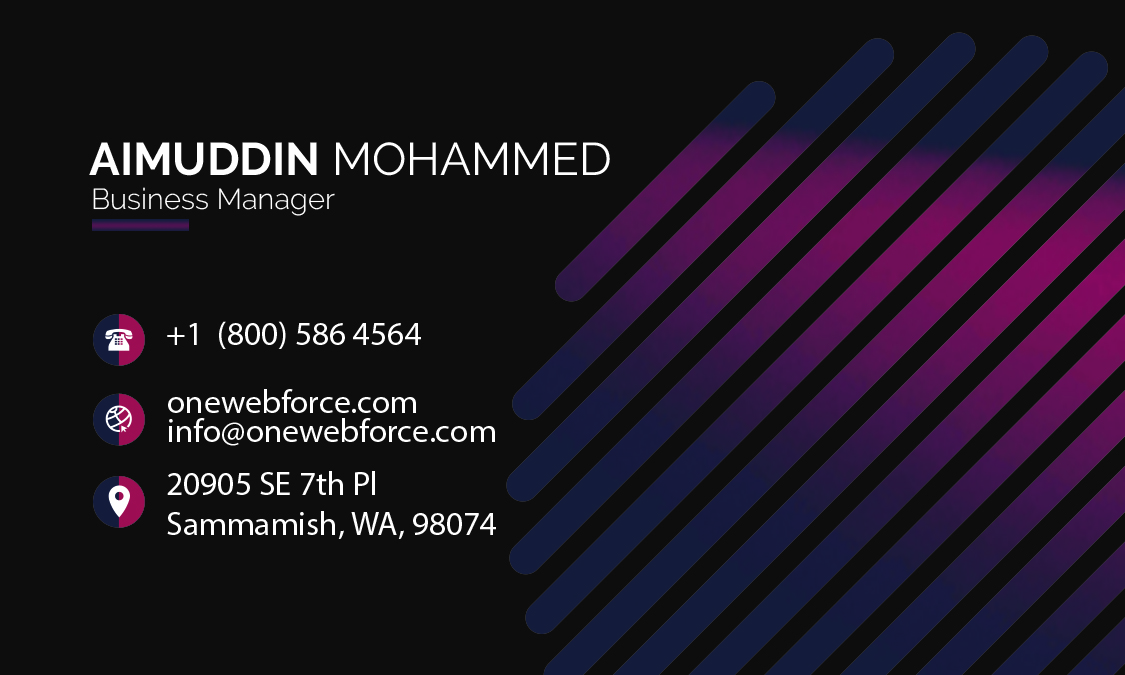 AIMUDDIN MOHAMMED
Business Manager
+1 (800) 586 4564
onewebforce.com
info@onewebforce.com
20905 SE 7th Pl
Sammamish, WA, 98074